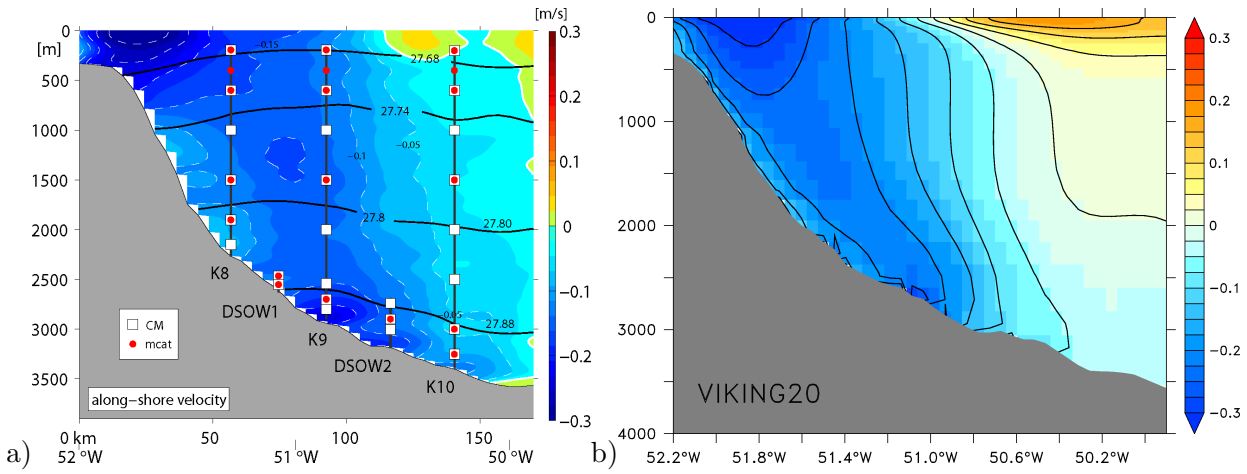 a)
[m/s]
0
[m]
500
1000
1500
2000
2500
3000
3500
−0.15
27.68
27.74
−0.1
−0.05
27.8
27.80
−0.05
27.88
K8
DSOW1
K9
DSOW2
K10
CM
mcat
along−shore velocity
0 km
50
100
150
52 °W
51°W
50°W
0.3
0.2
0.1
0
−0.1
−0.2
−0.3
b)
0
1000
2000
3000
4000
VIKING20
52.2°W
51.8°W
51.4°W
51.0°W
50.6°W
50.2°W
0.3
0.2
0.1
0
−0.1
−0.2
−0.3